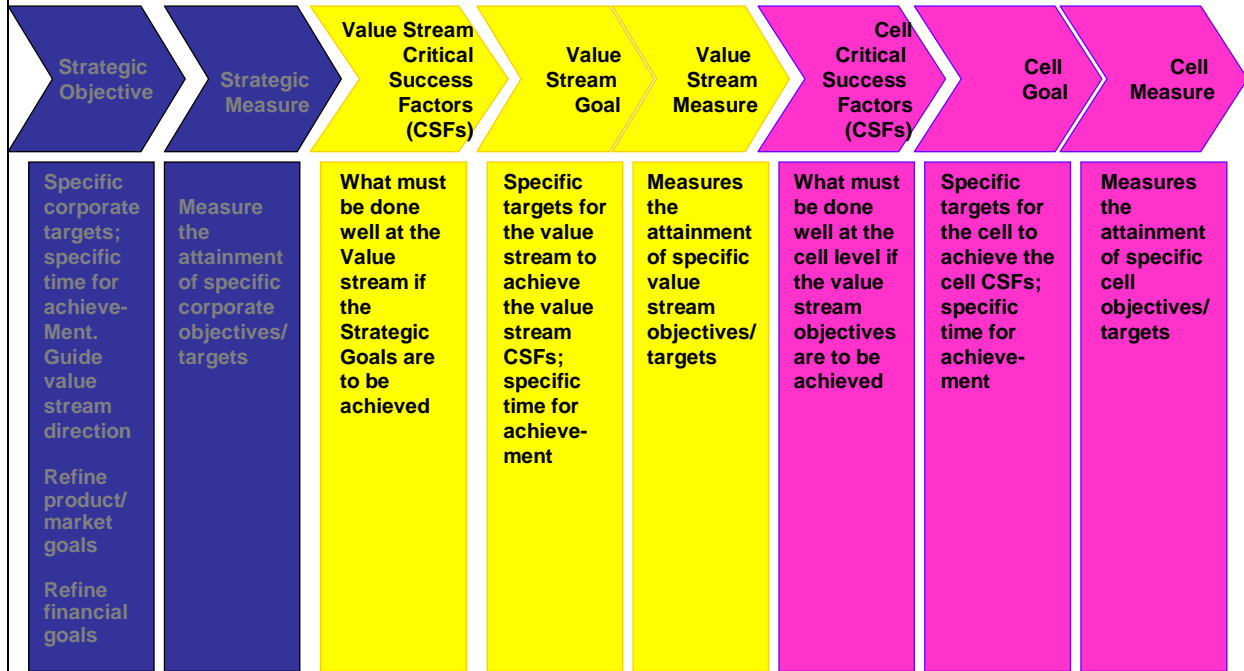 Strategic
Objective
Strategic
Measure
Value Stream
Critical
Success
Factors
(CSFs)
Value
Stream
Goal
Value
Stream
Measure
Cell
Critical
Success
Factors
(CSFs)
Cell
Goal
Cell
Measure
Specific
corporate
targets;
specific
time for
achieve-
Ment.
Guide
value
stream
direction
Refine
product/
market
goals
Refine
financial
goals
Measure
the
attainment
of specific
corporate
objectives/
targets
What must
be done
well at the
Value
stream if
the
Strategic
Goals are
to be
achieved
Specific
targets for
the value
stream to
achieve
the value
stream
CSFs;
specific
time for
achieve-
ment
Measures
the
attainment
of specific
value
stream
objectives/
targets
What must
be done
well at the
cell level if
the value
stream
objectives
are to be
achieved
Specific
targets for
the cell to
achieve the
cell CSFs;
specific
time for
achieve-
ment
Measures
the
attainment
of specific
cell
objectives/
targets